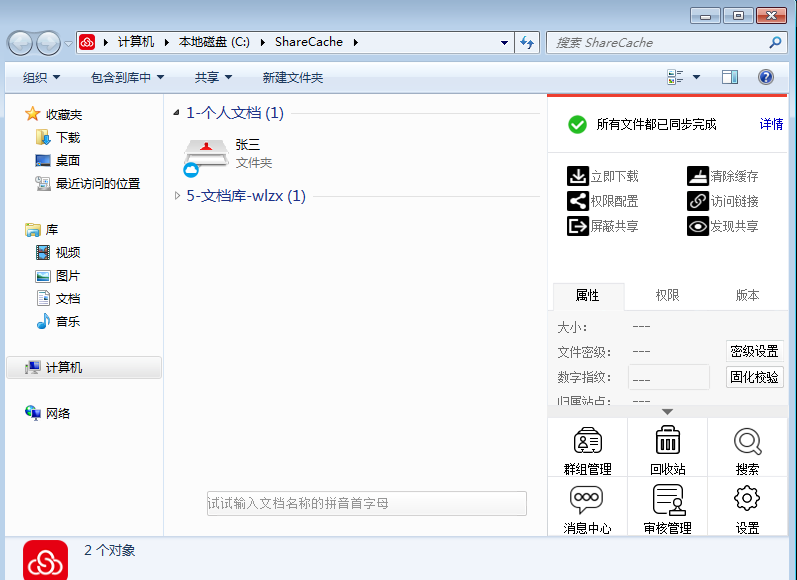 计算机 本地磁盘 (C:) ShareCache
搜索 ShareCache
组织 包含到库中 共享 新建文件夹
收藏夹
下载
桌面
最近访问的位置
库
视频
图片
文档
音乐
计算机
网络
1-个人文档 (1)
张三
文件夹
5-文档库-wlzx (1)
试试输入文档名称的拼音首字母
所有文件都已同步完成 详情
立即下载 清除缓存
权限配置 访问链接
屏蔽共享 发现共享
属性 权限 版本
大小: ---
文件密级: --- 密级设置
数字指纹: --- 固化校验
归属站点: ---
群组管理 回收站 搜索
消息中心 审核管理 设置
2 个对象